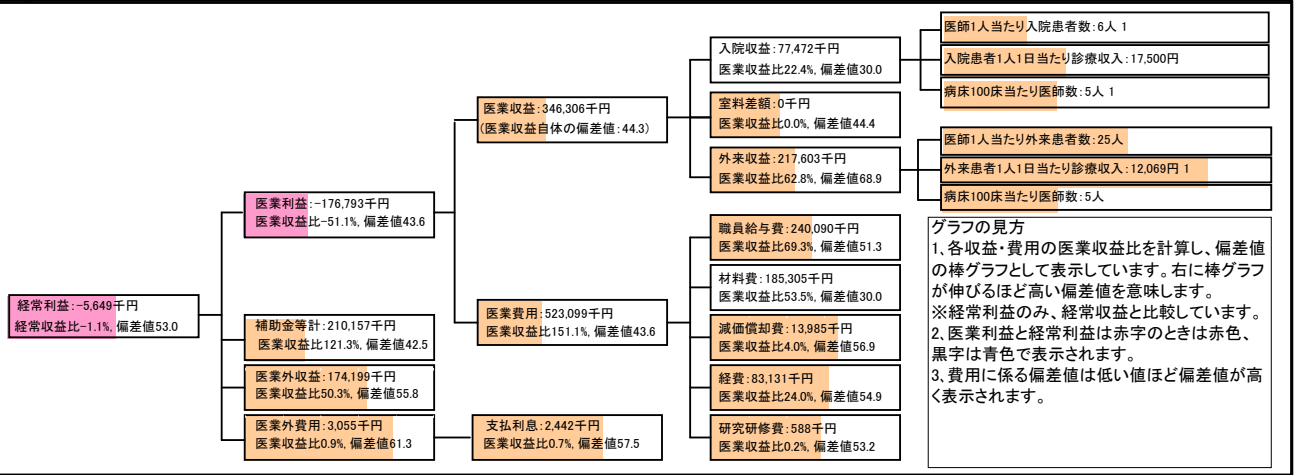 経常利益:-5,649千円
経常収益比-1.1%, 偏差値53.0
医業利益:-176,793千円
医業収益比-51.1%, 偏差値43.6
補助金等計:210,157千円
医業収益比121.3%, 偏差値42.5
医業外収益:174,199千円
医業収益比50.3%, 偏差値55.8
医業外費用:3,055千円
医業収益比0.9%, 偏差値61.3
医業収益:346,306千円
(医業収益自体の偏差値:44.3)
医業費用:523,099千円
医業収益比151.1%, 偏差値43.6
支払利息:2,442千円
医業収益比0.7%, 偏差値57.5
入院収益:77,472千円
医業収益比22.4%, 偏差値30.0
室料差額:0千円
医業収益比0.0%, 偏差値44.4
外来収益:217,603千円
医業収益比62.8%, 偏差値68.9
職員給与費:240,090千円
医業収益比69.3%, 偏差値51.3
材料費:185,305千円
医業収益比53.5%, 偏差値30.0
減価償却費:13,985千円
医業収益比4.0%, 偏差値56.9
経費:83,131千円
医業収益比24.0%, 偏差値54.9
研究研修費:588千円
医業収益比0.2%, 偏差値53.2
医師1人当たり入院患者数:6人 1
入院患者1人1日当たり診療収入:17,500円
病床100床当たり医師数:5人 1
医師1人当たり外来患者数:25人
外来患者1人1日当たり診療収入:12,069円 1
病床100床当たり医師数:5人
グラフの見方
1、各収益・費用の医業収益比を計算し、偏差値
の棒グラフとして表示しています。右に棒グラフ
が伸びるほど高い偏差値を意味します。
※経常利益のみ、経常収益と比較しています。
2、医業利益と経常利益は赤字のときは赤色、
黒字は青色で表示されます。
3、費用に係る偏差値は低い値ほど偏差値が高
く表示されます。